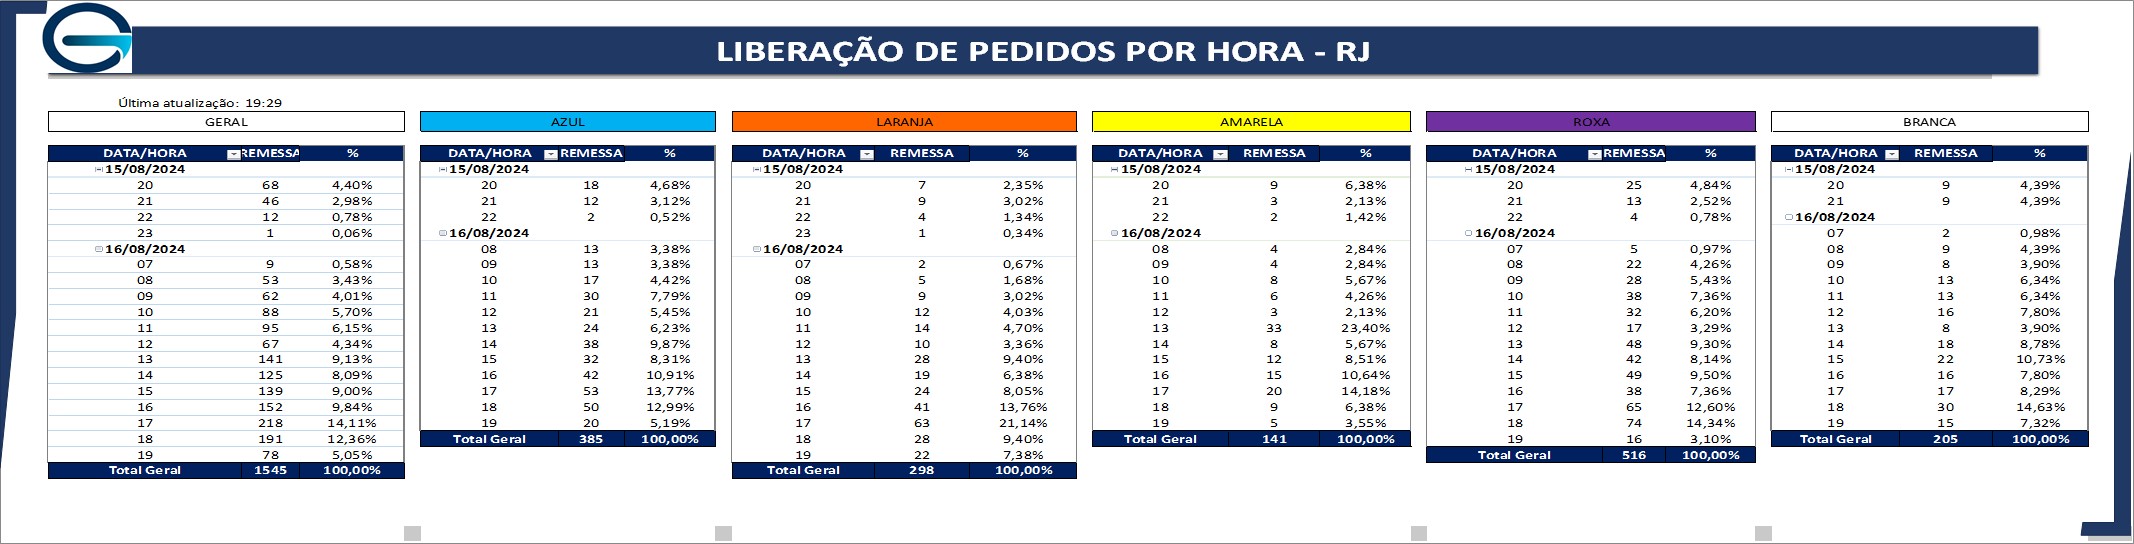 LIBERAÇÃO DE PEDIDOS POR HORA - RJ
Última atualização: 19:29
GERAL
DATA/HORA REMESSA %
15/08/2024
20 68 4,40%
21 46 2,98%
22 12 0,78%
23 1 0,06%
16/08/2024
07 9 0,58%
08 53 3,43%
09 62 4,01%
10 88 5,70%
11 95 6,15%
12 67 4,34%
13 141 9,13%
14 125 8,09%
15 139 9,00%
16 152 9,84%
17 218 14,11%
18 191 12,36%
19 78 5,05%
Total Geral 1545 100,00%
AZUL
DATA/HORA REMESSA %
15/08/2024
20 18 4,68%
21 12 3,12%
22 2 0,52%
16/08/2024
08 13 3,38%
09 13 3,38%
10 17 4,42%
11 30 7,79%
12 21 5,45%
13 24 6,23%
14 38 9,87%
15 32 8,31%
16 42 10,91%
17 53 13,77%
18 50 12,99%
19 20 5,19%
Total Geral 385 100,00%
LARANJA
DATA/HORA REMESSA %
15/08/2024
20 7 2,35%
21 9 3,02%
22 4 1,34%
23 1 0,34%
16/08/2024
07 2 0,67%
08 5 1,68%
09 9 3,02%
10 12 4,03%
11 14 4,70%
12 10 3,36%
13 28 9,40%
14 19 6,38%
15 24 8,05%
16 41 13,76%
17 63 21,14%
18 28 9,40%
19 22 7,38%
Total Geral 298 100,00%
AMARELA
DATA/HORA REMESSA %
15/08/2024
20 9 6,38%
21 3 2,13%
22 2 1,42%
16/08/2024
08 4 2,84%
09 4 2,84%
10 8 5,67%
11 6 4,26%
12 3 2,13%
13 33 23,40%
14 8 5,67%
15 12 8,51%
16 15 10,64%
17 20 14,18%
18 9 6,38%
19 5 3,55%
Total Geral 141 100,00%
ROXA
DATA/HORA REMESSA %
15/08/2024
20 25 4,84%
21 13 2,52%
22 4 0,78%
16/08/2024
07 5 0,97%
08 22 4,26%
09 28 5,43%
10 38 7,36%
11 32 6,20%
12 17 3,29%
13 48 9,30%
14 42 8,14%
15 49 9,50%
16 38 7,36%
17 65 12,60%
18 74 14,34%
19 16 3,10%
Total Geral 516 100,00%
BRANCA
DATA/HORA REMESSA %
15/08/2024
20 9 4,39%
21 9 4,39%
16/08/2024
07 2 0,98%
08 9 4,39%
09 8 3,90%
10 13 6,34%
11 13 6,34%
12 16 7,80%
13 8 3,90%
14 18 8,78%
15 22 10,73%
16 16 7,80%
17 17 8,29%
18 30 14,63%
19 15 7,32%
Total Geral 205 100,00%